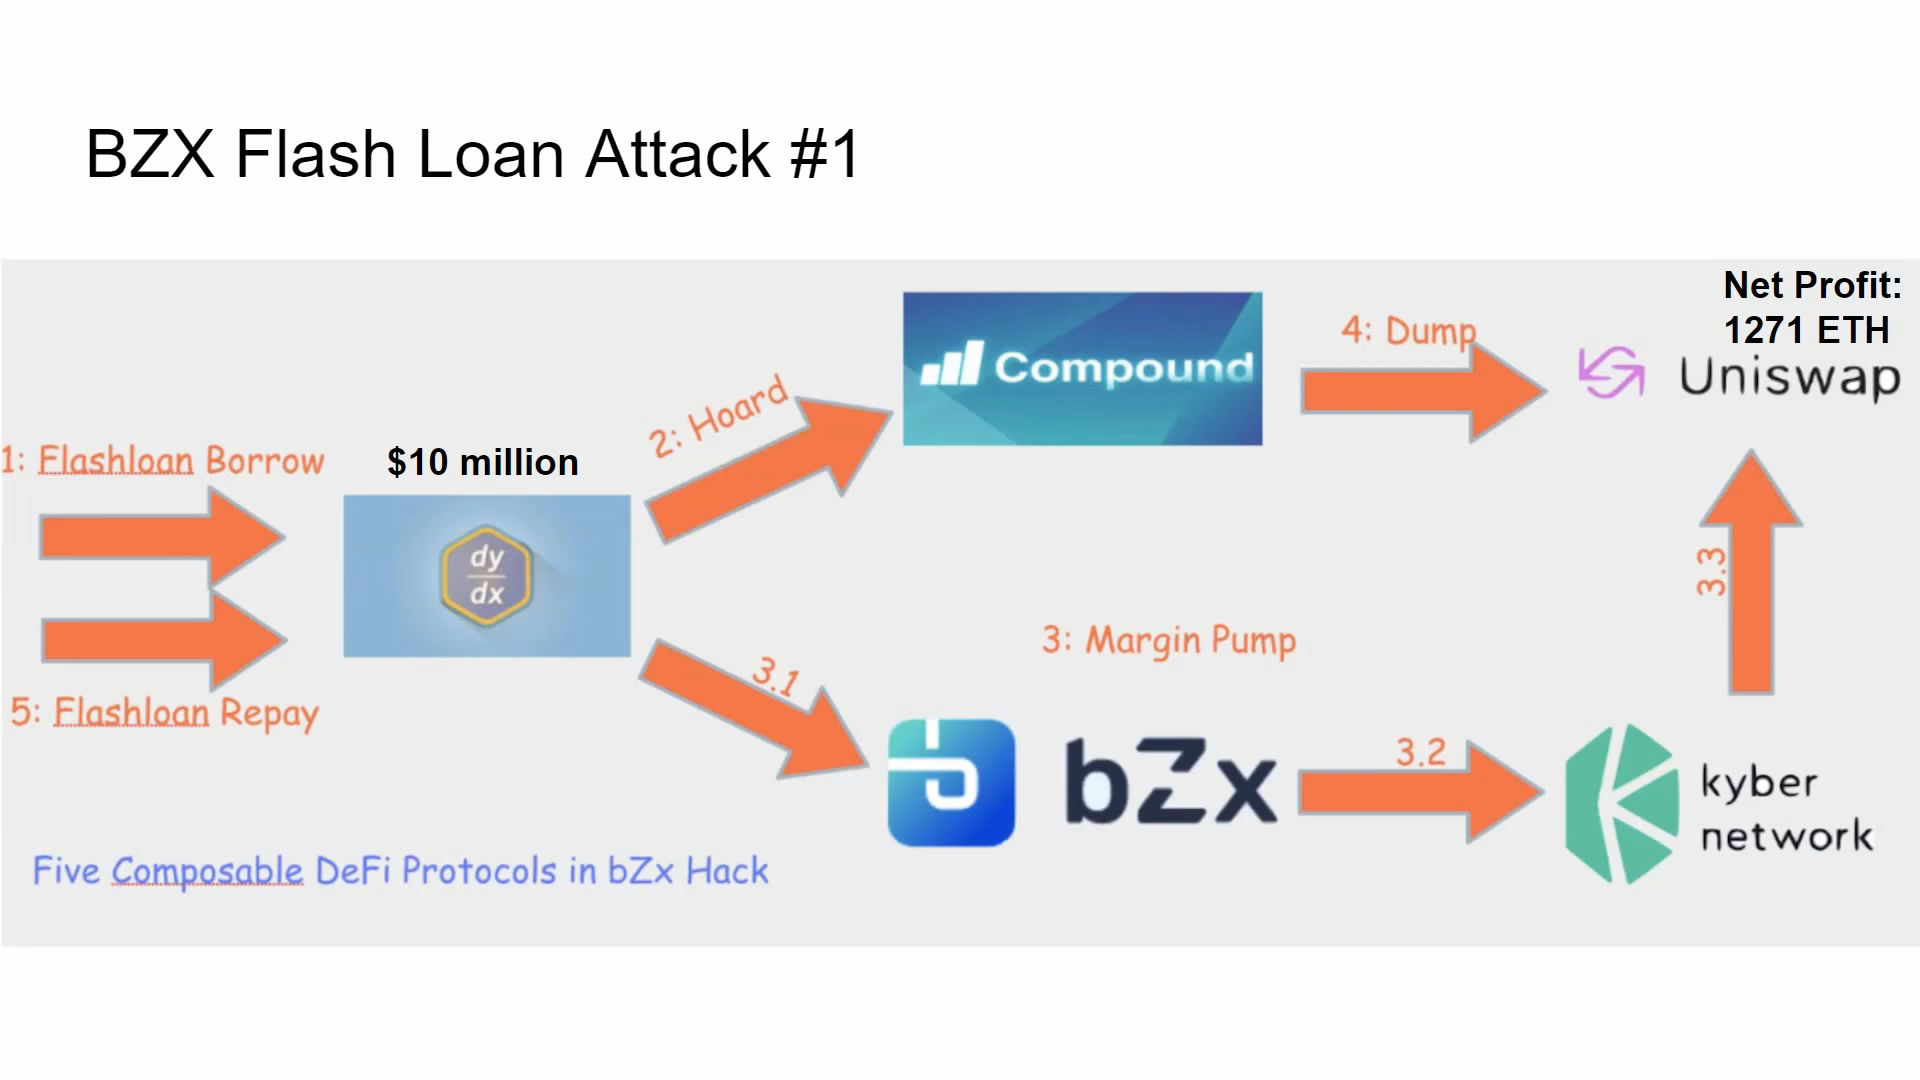 BZX Flash Loan Attack #1
Net Profit:
1271 ETH
4: Dump
Compound
Uniswap
2: Hoard
1: Flashloan Borrow
$10 million
dy
dx
3.3
3: Margin Pump
3.1
5: Flashloan Repay
bZx
3.2
kyber
network
Five Composable DeFi Protocols in bZx Hack